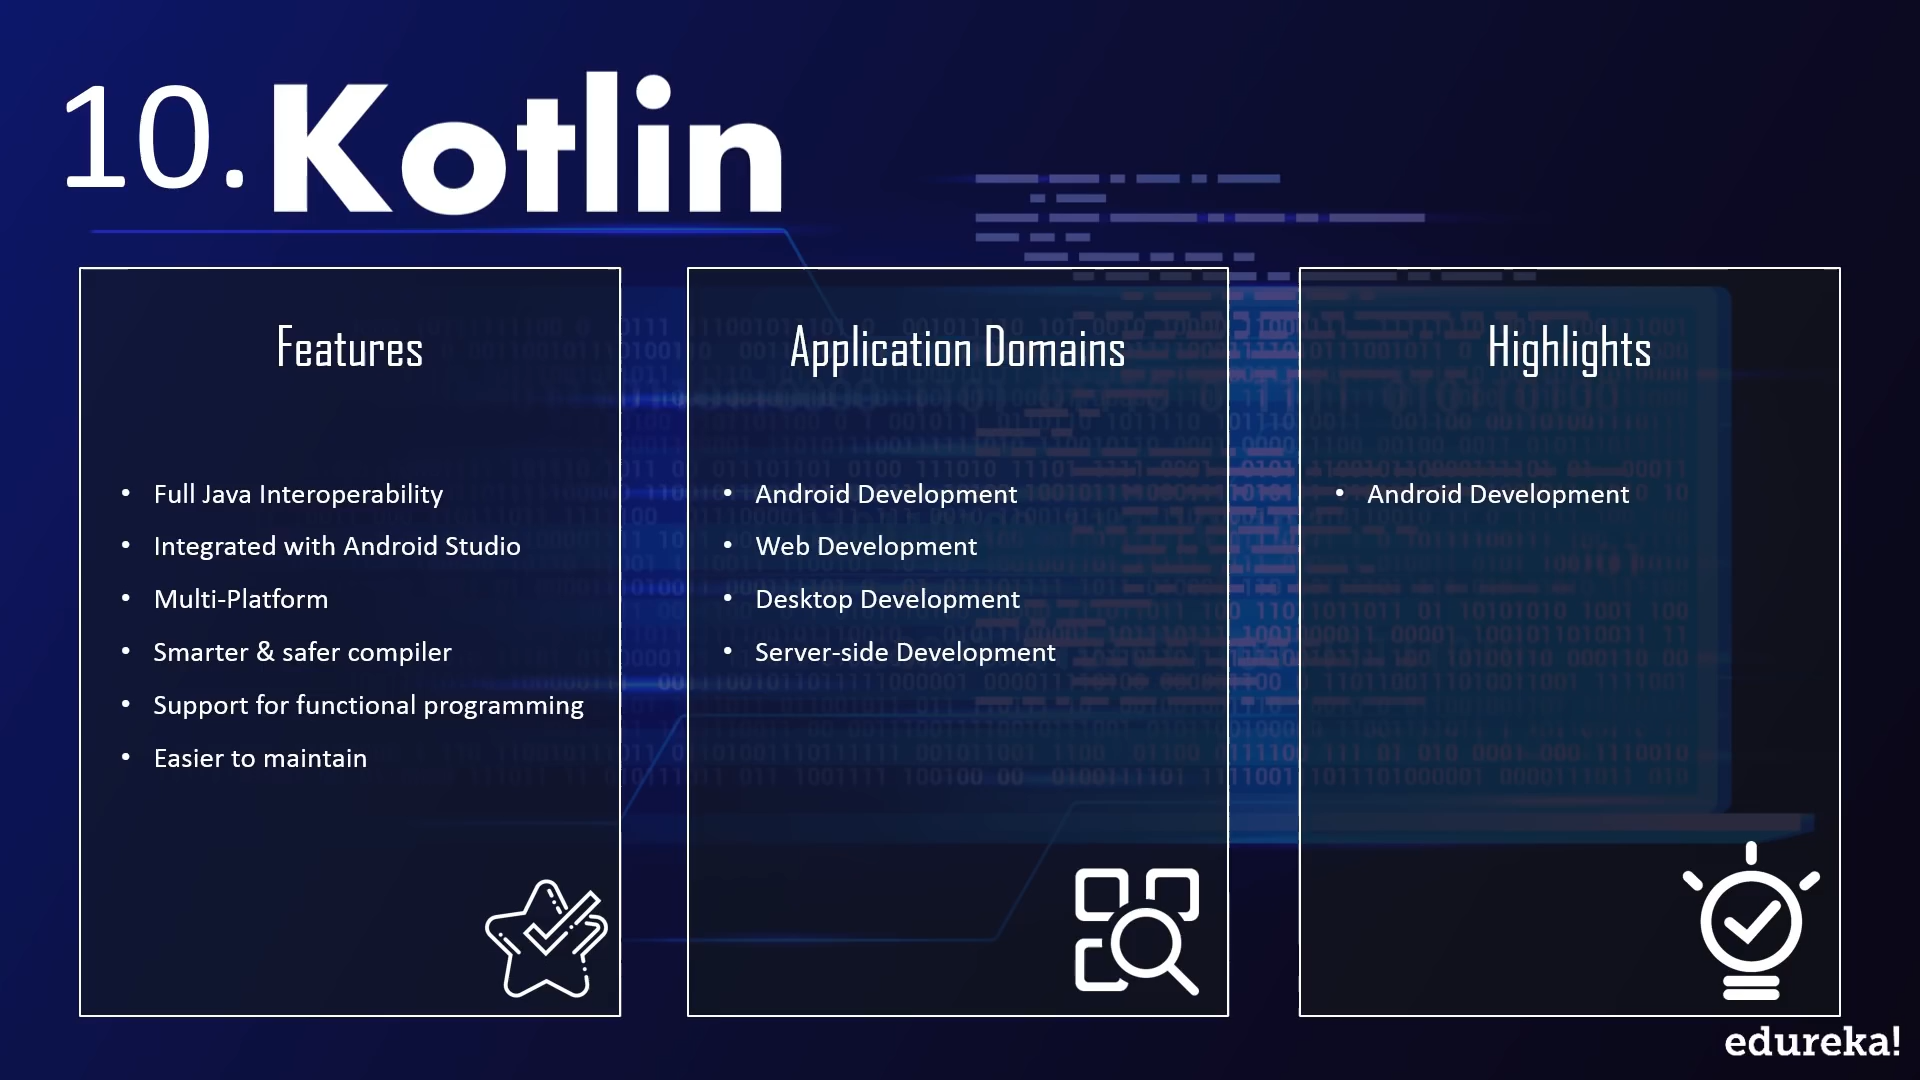 10. Kotlin
Features
• Full Java Interoperability
• Integrated with Android Studio
• Multi-Platform
• Smarter & safer compiler
• Support for functional programming
• Easier to maintain
Application Domains
• Android Development
• Web Development
• Desktop Development
• Server-side Development
Highlights
• Android Development
edureka!